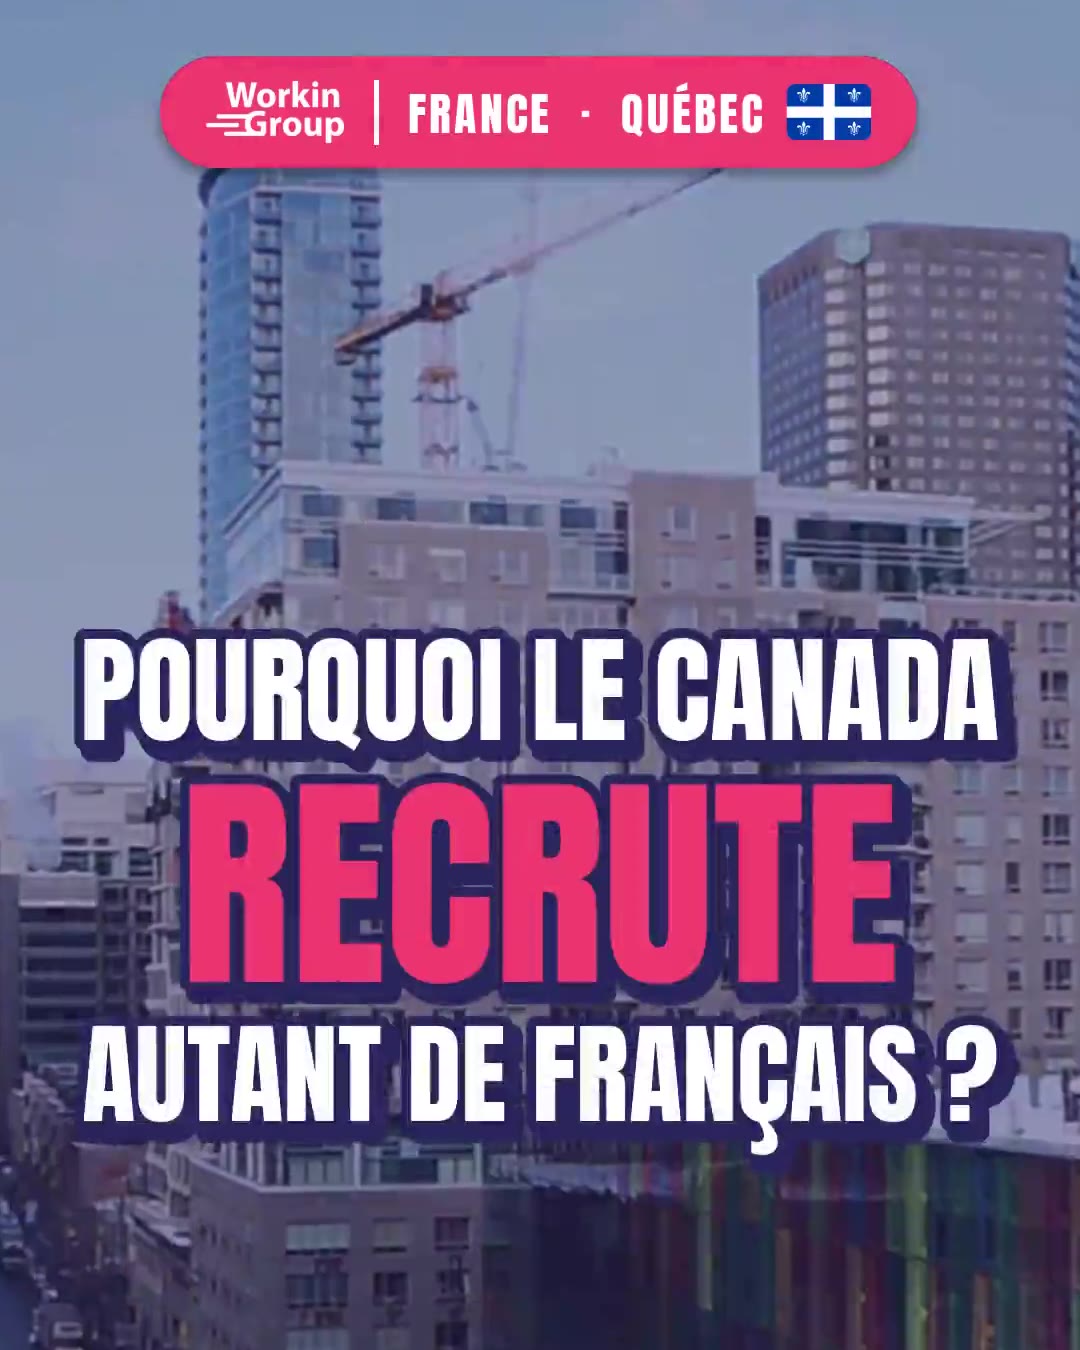 Workin
Group
FRANCE · QUÉBEC
POURQUOI LE CANADA
RECRUTE
AUTANT DE FRANÇAIS ?